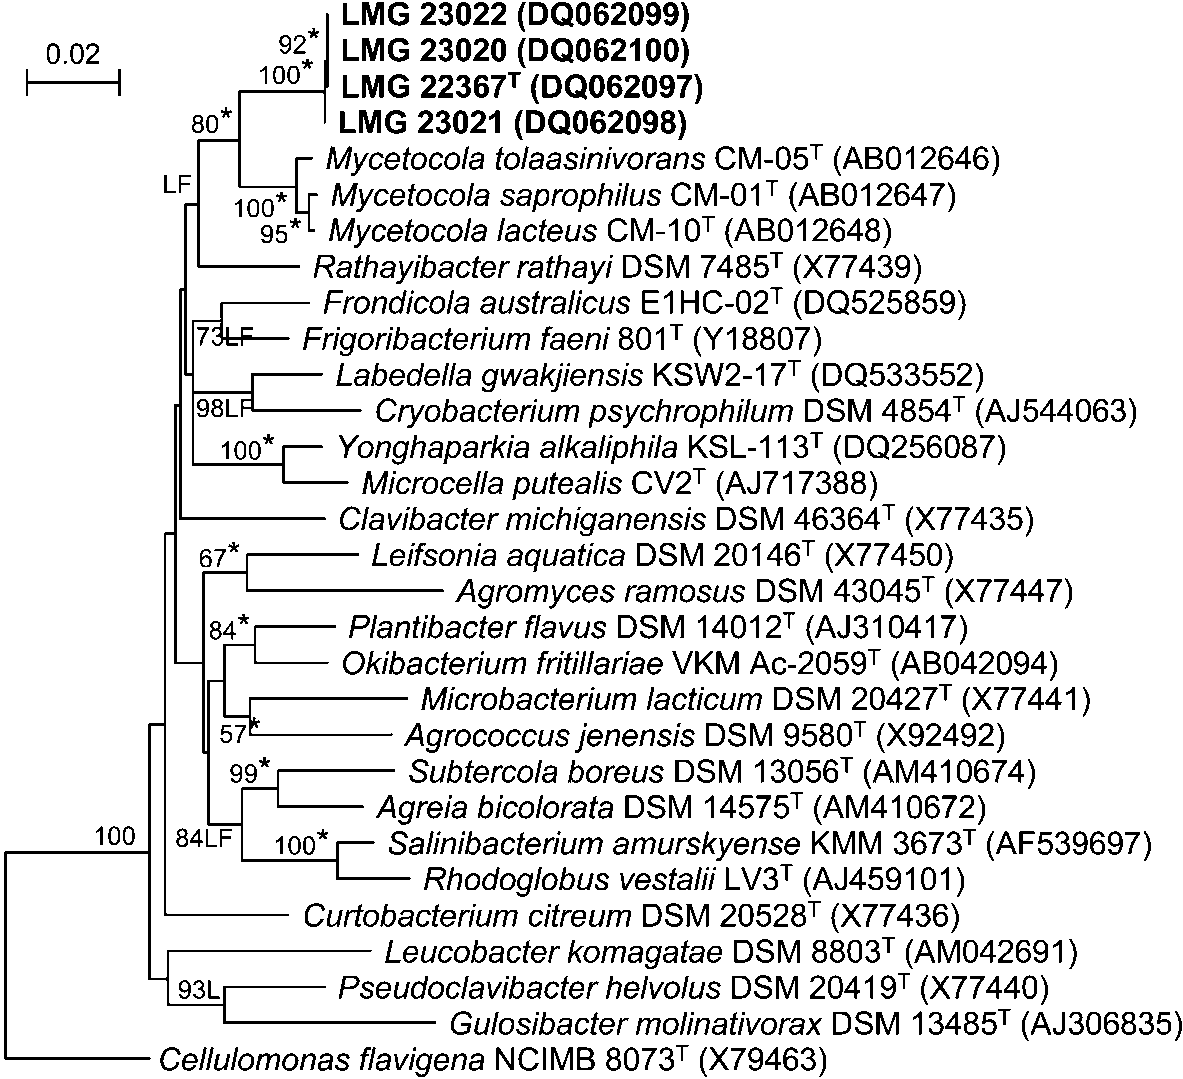 LMG 23022 (DQ062099)
0.02
92*
LMG 23020 (DQ062100)
100*
LMG 22367ᵀ (DQ062097)
80*
LMG 23021 (DQ062098)
Mycetocola tolaasinivorans CM-05ᵀ (AB012646)
LF
Mycetocola saprophilus CM-01ᵀ (AB012647)
100*
95*
Mycetocola lacteus CM-10ᵀ (AB012648)
Rathayibacter rathayi DSM 7485ᵀ (X77439)
Frondicola australicus E1HC-02ᵀ (DQ525859)
73LF
Frigoribacterium faeni 801ᵀ (Y18807)
Labedella gwakjiensis KSW2-17ᵀ (DQ533552)
98LF
Cryobacterium psychrophilum DSM 4854ᵀ (AJ544063)
100*
Yonghaparkia alkaliphila KSL-113ᵀ (DQ256087)
Microcella putealis CV2ᵀ (AJ717388)
Clavibacter michiganensis DSM 46364ᵀ (X77435)
67*
Leifsonia aquatica DSM 20146ᵀ (X77450)
Agromyces ramosus DSM 43045ᵀ (X77447)
84*
Plantibacter flavus DSM 14012ᵀ (AJ310417)
Okibacterium fritillariae VKM Ac-2059ᵀ (AB042094)
Microbacterium lacticum DSM 20427ᵀ (X77441)
57*
Agrococcus jenensis DSM 9580ᵀ (X92492)
99*
Subtercola boreus DSM 13056ᵀ (AM410674)
Agreia bicolorata DSM 14575ᵀ (AM410672)
100
84LF
100*
Salinibacterium amurskyense KMM 3673ᵀ (AF539697)
Rhodoglobus vestalii LV3ᵀ (AJ459101)
Curtobacterium citreum DSM 20528ᵀ (X77436)
Leucobacter komagatae DSM 8803ᵀ (AM042691)
93L
Pseudoclavibacter helvolus DSM 20419ᵀ (X77440)
Gulosibacter molinativorax DSM 13485ᵀ (AJ306835)
Cellulomonas flavigena NCIMB 8073ᵀ (X79463)